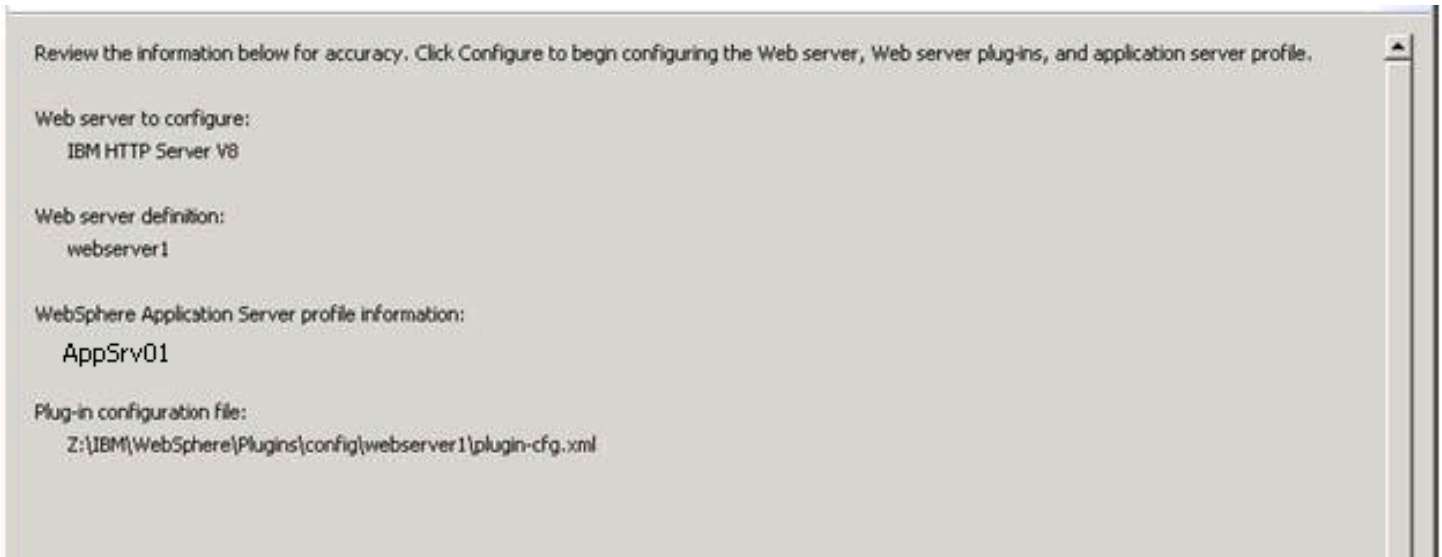 Review the information below for accuracy. Click Configure to begin configuring the Web server, Web server plug-ins, and application server profile.
Web server to configure:
IBM HTTP Server V8
Web server definition:
webserver1
WebSphere Application Server profile information:
AppSrv01
Plug-in configuration file:
Z:\IBM\WebSphere\Plugins\config\webserver1\plugin-cfg.xml